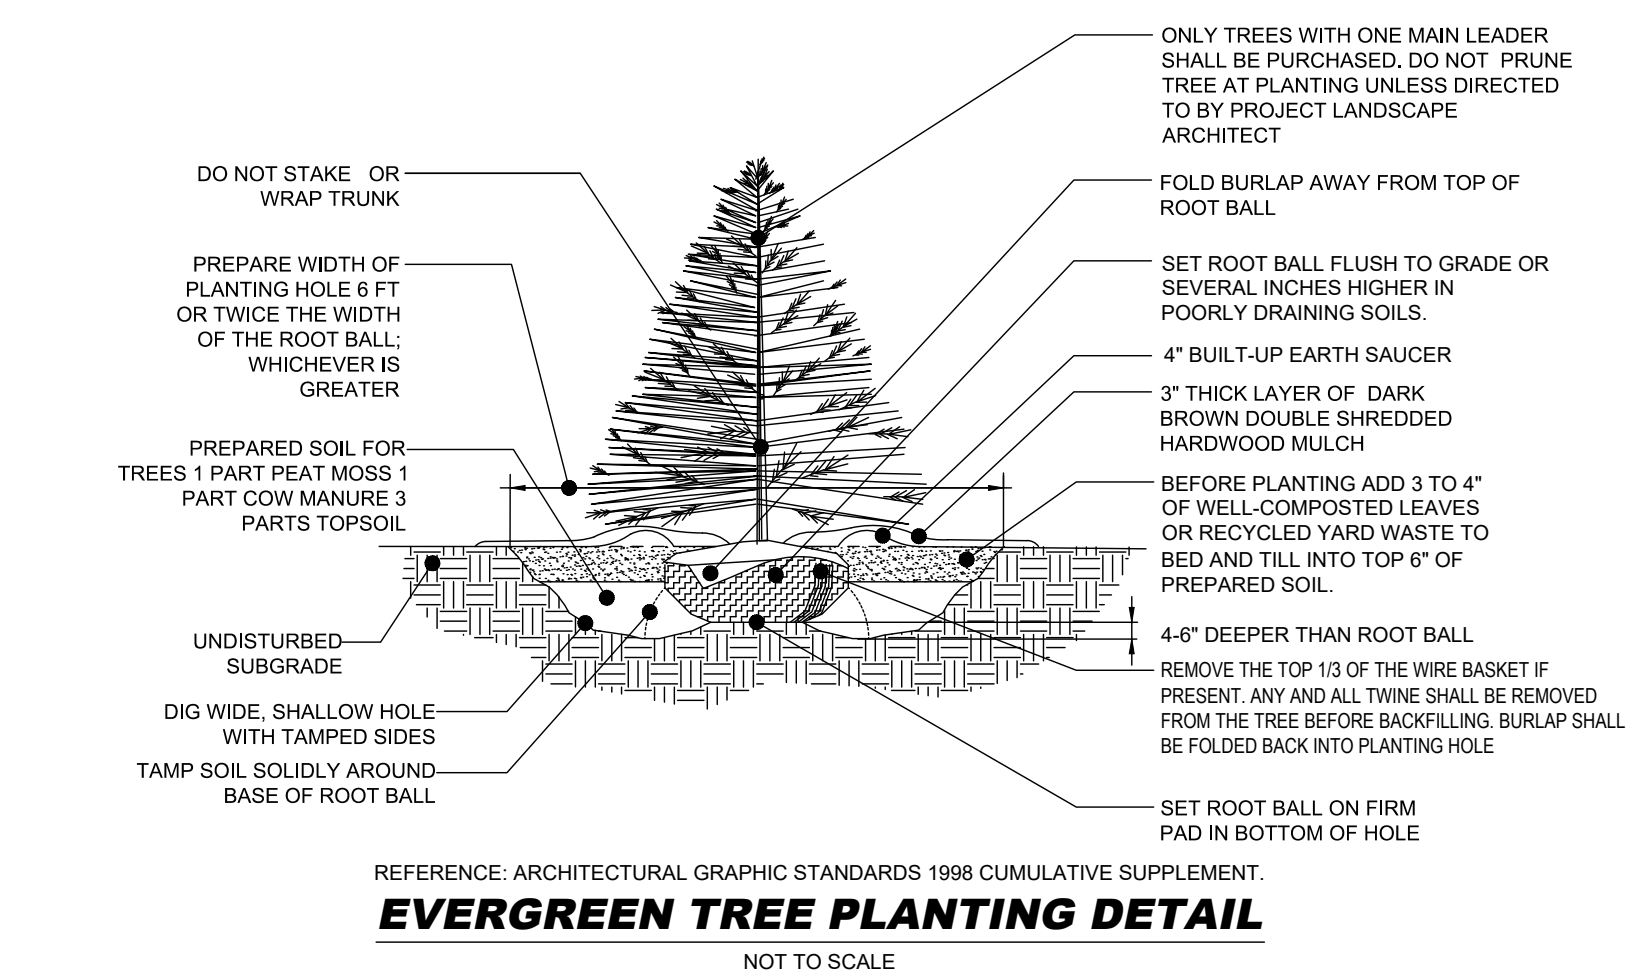 DO NOT STAKE OR
WRAP TRUNK
PREPARE WIDTH OF
PLANTING HOLE 6 FT
OR TWICE THE WIDTH
OF THE ROOT BALL;
WHICHEVER IS
GREATER
PREPARED SOIL FOR
TREES 1 PART PEAT MOSS 1
PART COW MANURE 3
PARTS TOPSOIL
UNDISTURBED
SUBGRADE
DIG WIDE, SHALLOW HOLE
WITH TAMPED SIDES
TAMP SOIL SOLIDLY AROUND
BASE OF ROOT BALL
ONLY TREES WITH ONE MAIN LEADER
SHALL BE PURCHASED. DO NOT PRUNE
TREE AT PLANTING UNLESS DIRECTED
TO BY PROJECT LANDSCAPE
ARCHITECT
FOLD BURLAP AWAY FROM TOP OF
ROOT BALL
SET ROOT BALL FLUSH TO GRADE OR
SEVERAL INCHES HIGHER IN
POORLY DRAINING SOILS.
4" BUILT-UP EARTH SAUCER
3" THICK LAYER OF DARK
BROWN DOUBLE SHREDDED
HARDWOOD MULCH
BEFORE PLANTING ADD 3 TO 4"
OF WELL-COMPOSTED LEAVES
OR RECYCLED YARD WASTE TO
BED AND TILL INTO TOP 6" OF
PREPARED SOIL.
4-6" DEEPER THAN ROOT BALL
REMOVE THE TOP 1/3 OF THE WIRE BASKET IF
PRESENT. ANY AND ALL TWINE SHALL BE REMOVED
FROM THE TREE BEFORE BACKFILLING. BURLAP SHALL
BE FOLDED BACK INTO PLANTING HOLE
SET ROOT BALL ON FIRM
PAD IN BOTTOM OF HOLE
REFERENCE: ARCHITECTURAL GRAPHIC STANDARDS 1998 CUMULATIVE SUPPLEMENT.
EVERGREEN TREE PLANTING DETAIL
NOT TO SCALE